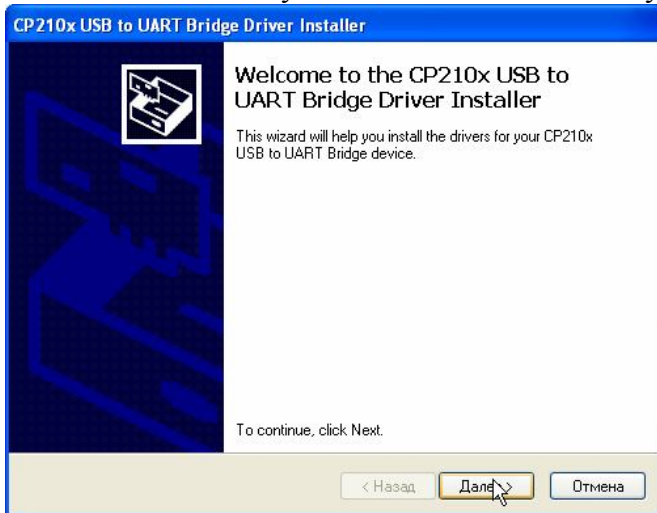 CP210x USB to UART Bridge Driver Installer
Welcome to the CP210x USB to
UART Bridge Driver Installer
This wizard will help you install the drivers for your CP210x
USB to UART Bridge device.
To continue, click Next.
< Назад
Далее >
Отмена